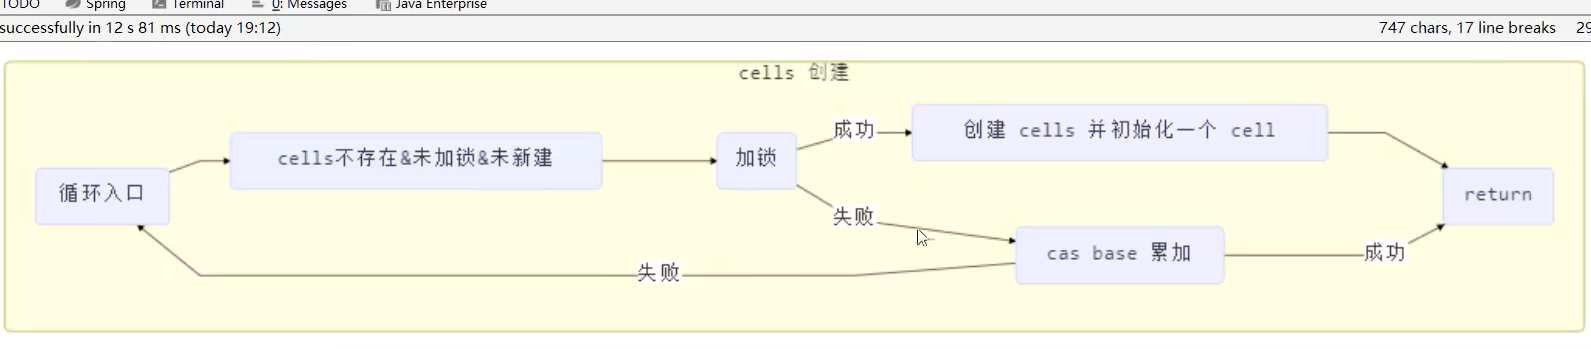 TODO Spring Terminal 0: Messages Java Enterprise
successfully in 12 s 81 ms (today 19:12) 747 chars, 17 line breaks 29
cells 创建
循环入口
cells不存在&未加锁&未新建
加锁
成功
创建 cells 并初始化一个 cell
失败
cas base 累加
成功
return
失败